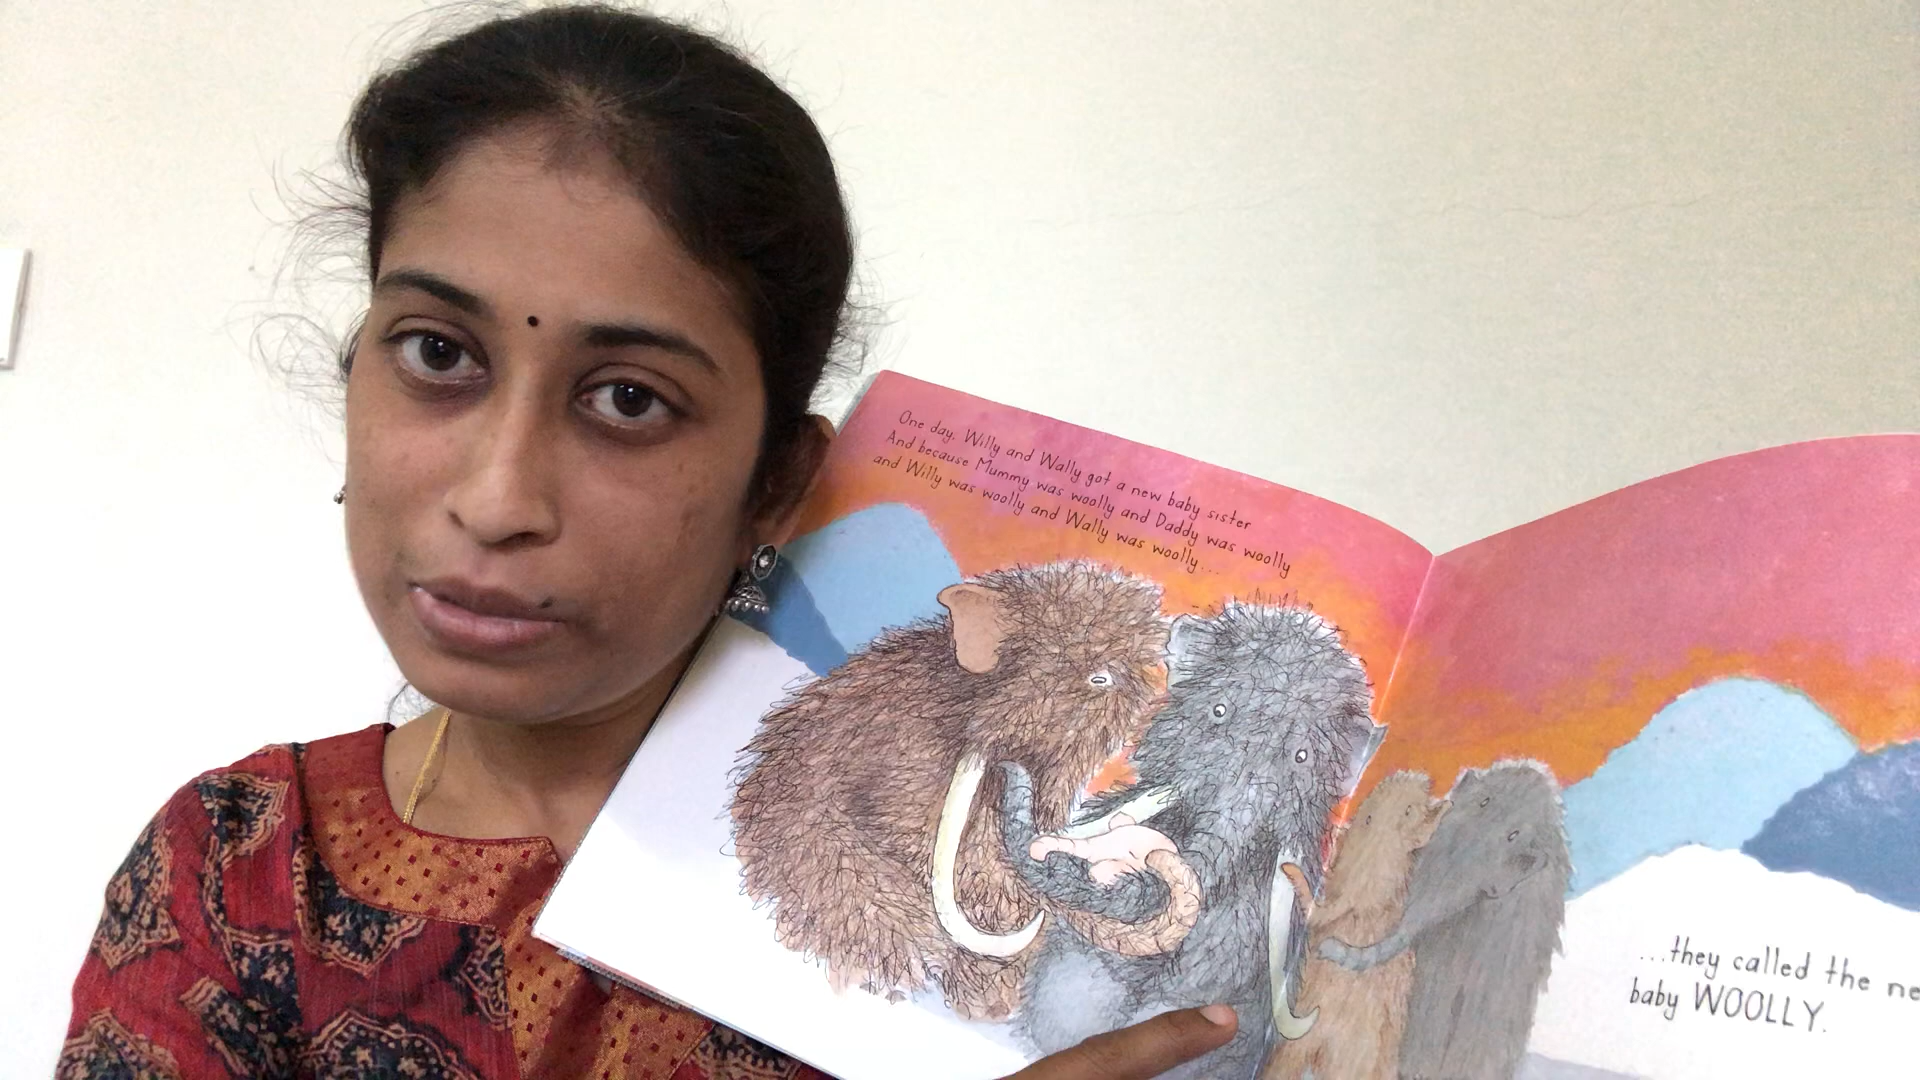 One day, Willy and Wally got a new baby sister
And because Mummy was woolly and Daddy was woolly
and Willy was woolly and Wally was woolly...
...they called the
baby WOOLLY.